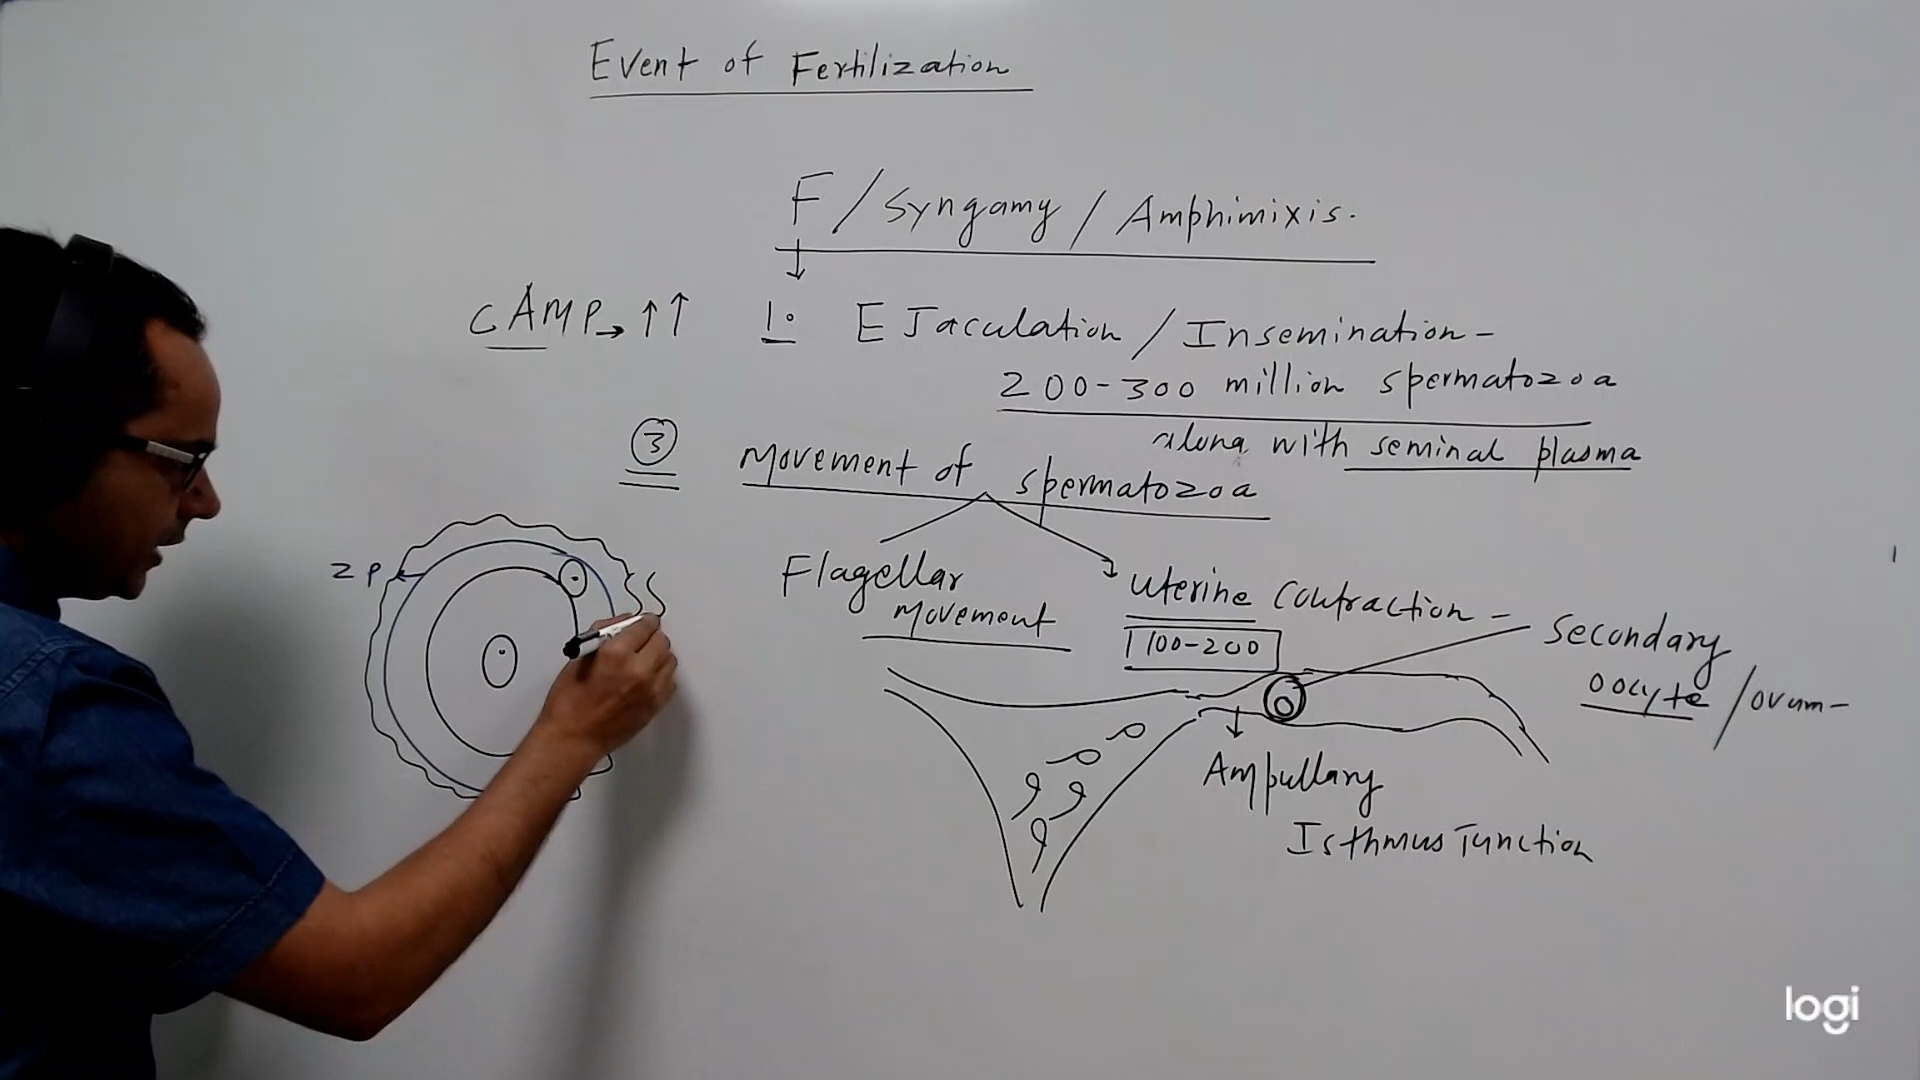 Event of Fertilization
F / Syngamy / Amphimixis.
cAMP → ↑↑
1. EJaculation / Insemination -
200-300 million spermatozoa
along with seminal plasma
3 Movement of spermatozoa
ZP
Flagellar Movement
Uterine Contraction -
100-200
Secondary oocyte / ovum -
Ampullary
Isthmus Junction
logi